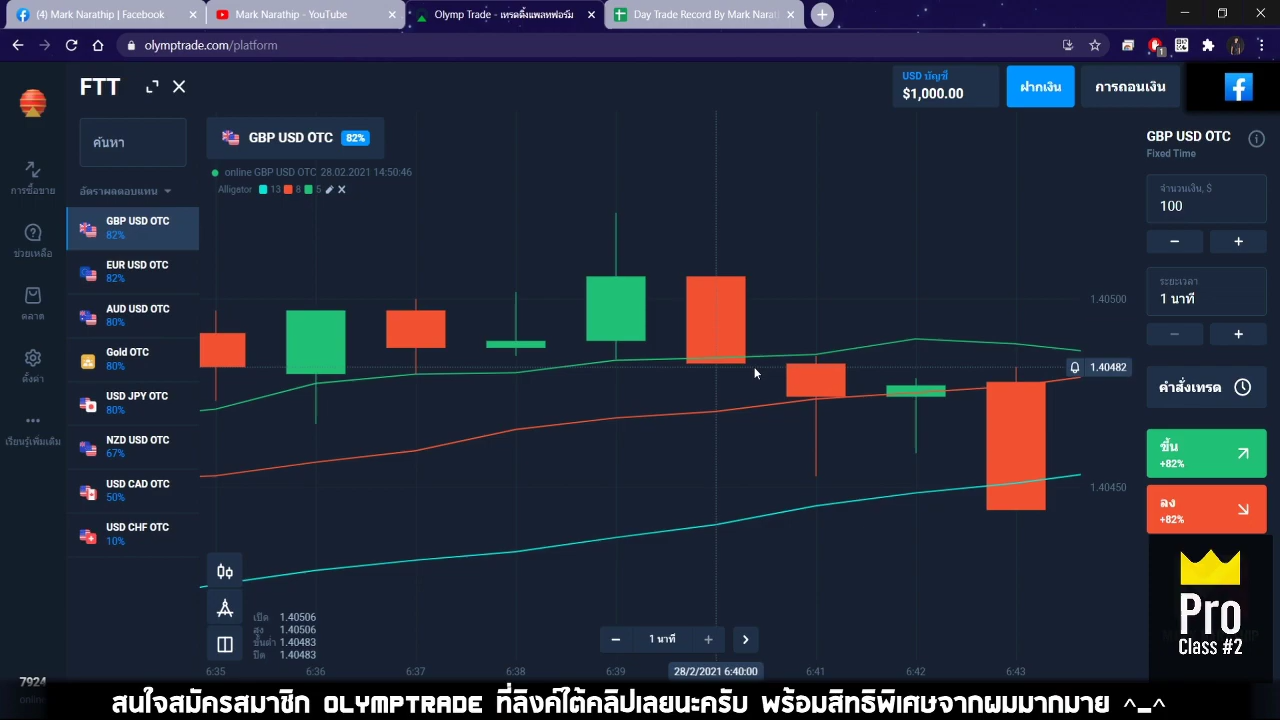 (4) Mark Narathip | Facebook
Mark Narathip - YouTube
Olymp Trade - เทรดดิ้งแพลทฟอร์ม
Day Trade Record By Mark Narat
olymptrade.com/platform
1
FTT
USD บัญชี
$1,000.00
ฝากเงิน
การถอนเงิน
ค้นหา
อัตราผลตอบแทน
GBP USD OTC
82%
EUR USD OTC
82%
AUD USD OTC
80%
Gold OTC
80%
USD JPY OTC
80%
NZD USD OTC
67%
USD CAD OTC
50%
USD CHF OTC
10%
การซื้อขาย
ช่วยเหลือ
ตลาด
ตั้งค่า
เรียนรู้เพิ่มเติม
7924
online
GBP USD OTC 82%
online GBP USD OTC 28.02.2021 14:50:46
Alligator 13 8 5
1.40500
1.40482
1.40450
เปิด 1.40506
สูง 1.40506
ขั้นต่ำ 1.40483
ปิด 1.40483
1 นาที
6:35
6:36
6:37
6:38
6:39
28/2/2021 6:40:00
6:41
6:42
6:43
GBP USD OTC
Fixed Time
จำนวนเงิน, $
100
ระยะเวลา
1 นาที
คำสั่งเทรด
ขึ้น
+82%
ลง
+82%
Pro
Class #2
สนใจสมัครสมาชิก OLYMPTRADE ที่ลิงค์ใต้คลิปเลยนะครับ พร้อมสิทธิพิเศษจากผมมากมาย ^_^